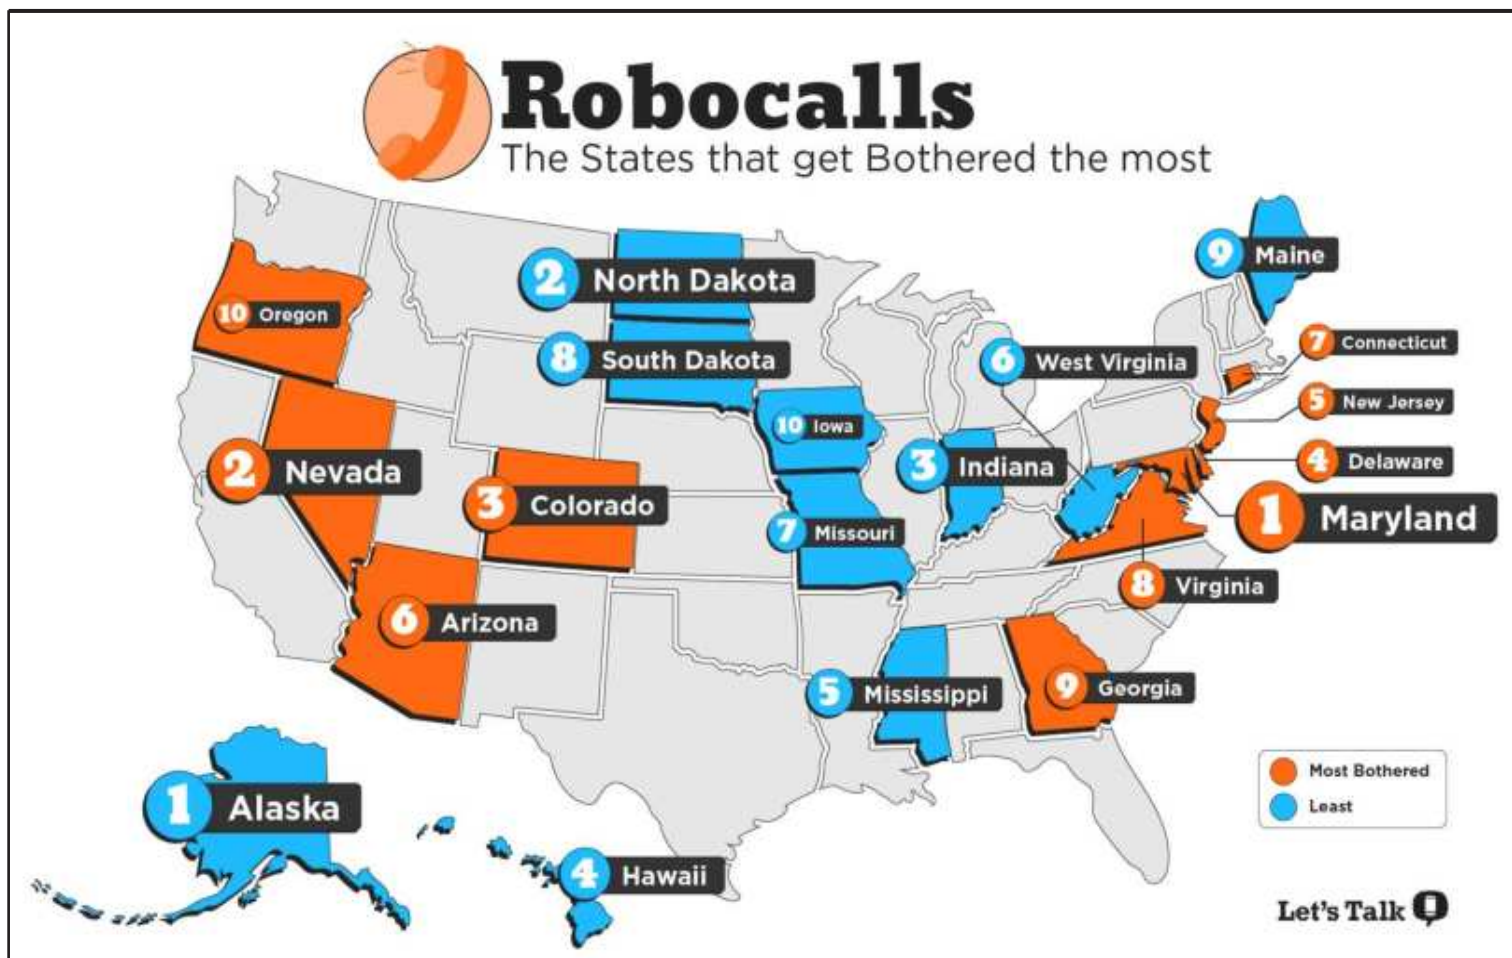 Robocalls
The States that get Bothered the most
9 Maine
2 North Dakota
10 Oregon
7 Connecticut
8 South Dakota
6 West Virginia
5 New Jersey
10 Iowa
4 Delaware
3 Indiana
2 Nevada
3 Colorado
1 Maryland
7 Missouri
8 Virginia
6 Arizona
5 Mississippi
9 Georgia
Most Bothered
Least
1 Alaska
4 Hawaii
Let's Talk